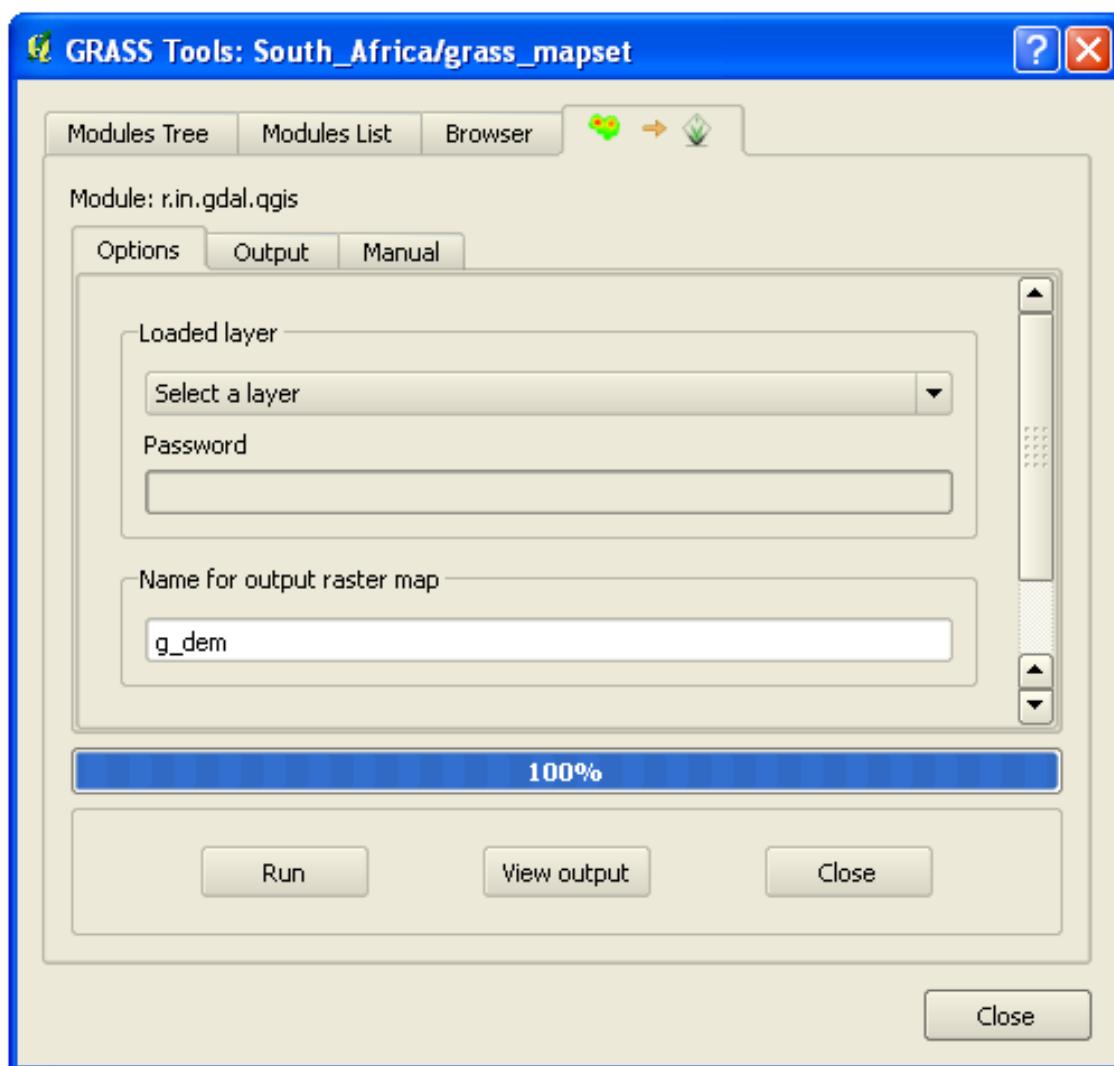 GRASS Tools: South_Africa/grass_mapset
Modules Tree Modules List Browser
Module: r.in.gdal.qgis
Options Output Manual
Loaded layer
Select a layer
Password
Name for output raster map
g_dem
100%
Run View output Close
Close